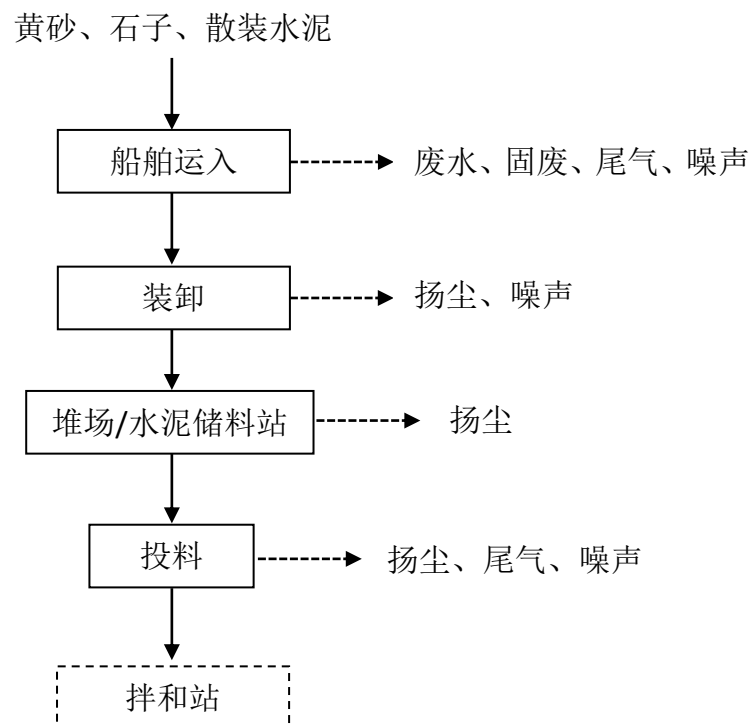 黄砂、石子、散装水泥
船舶运入
废水、固废、尾气、噪声
装卸
扬尘、噪声
堆场/水泥储料站
扬尘
投料
扬尘、尾气、噪声
拌和站